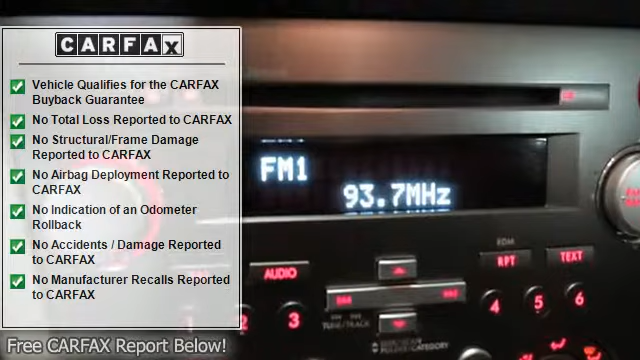 CARFAX
Vehicle Qualifies for the CARFAX
Buyback Guarantee
No Total Loss Reported to CARFAX
No Structural/Frame Damage
Reported to CARFAX
No Airbag Deployment Reported to
CARFAX
No Indication of an Odometer
Rollback
No Accidents / Damage Reported
to CARFAX
No Manufacturer Recalls Reported
to CARFAX
Free CARFAX Report Below!
FM1
93.7MHz
AUDIO
RPT
TEXT
1 2 3
4 5 6
TUNE/TRACK